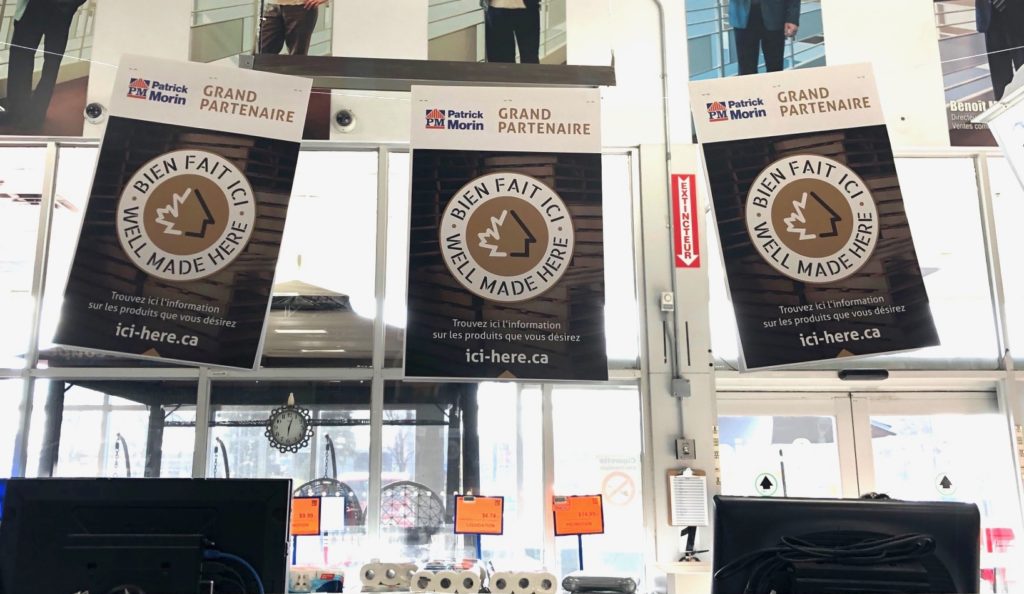 PM Patrick Morin
GRAND PARTENAIRE
BIEN FAIT ICI
WELL MADE HERE
Trouvez ici l'information
sur les produits que vous désirez
ici-here.ca
PM Patrick Morin
GRAND PARTENAIRE
BIEN FAIT ICI
WELL MADE HERE
Trouvez ici l'information
sur les produits que vous désirez
ici-here.ca
EXTINCTEUR
PM Patrick Morin
GRAND PARTENAIRE
BIEN FAIT ICI
WELL MADE HERE
Trouvez ici l'information
sur les produits que vous désirez
ici-here.ca
Benoit
LIQUIDATION